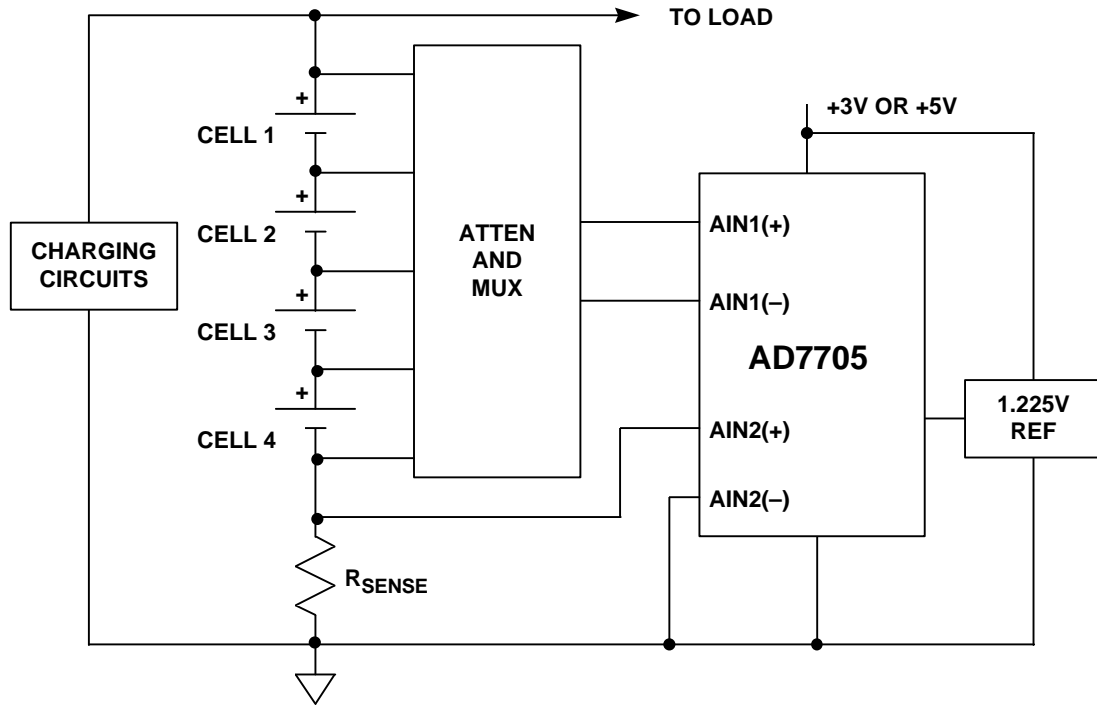 TO LOAD
+3V OR +5V
+
CELL 1
+
CELL 2
+
CELL 3
+
CELL 4
CHARGING
CIRCUITS
ATTEN
AND
MUX
AIN1(+)
AIN1(–)
AD7705
AIN2(+)
AIN2(–)
1.225V
REF
RSENSE